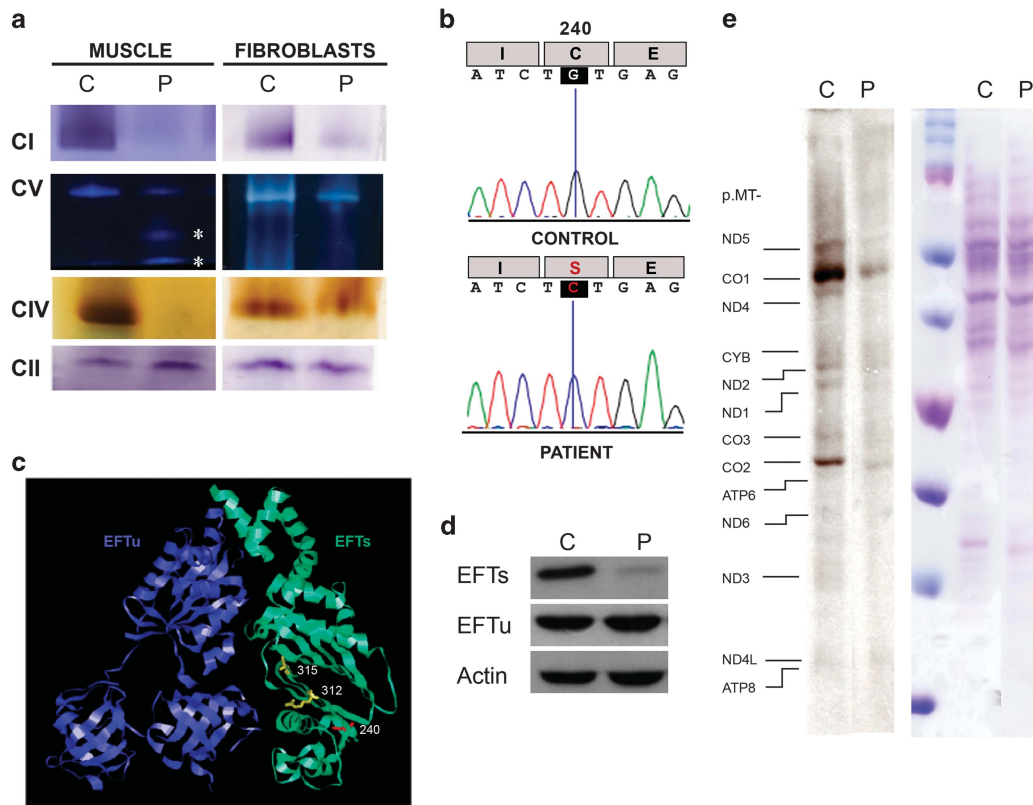 a
MUSCLE FIBROBLASTS
C P C P
CI
CV
*
*
CIV
CII
b
240
I C E
A T C T G T G A G
CONTROL
I S E
A T C T C T G A G
PATIENT
c
EFTu EFTs
315
312
240
d
C P
EFTs
EFTu
Actin
e
C P C P
p.MT-
ND5
CO1
ND4
CYB
ND2
ND1
CO3
CO2
ATP6
ND6
ND3
ND4L
ATP8